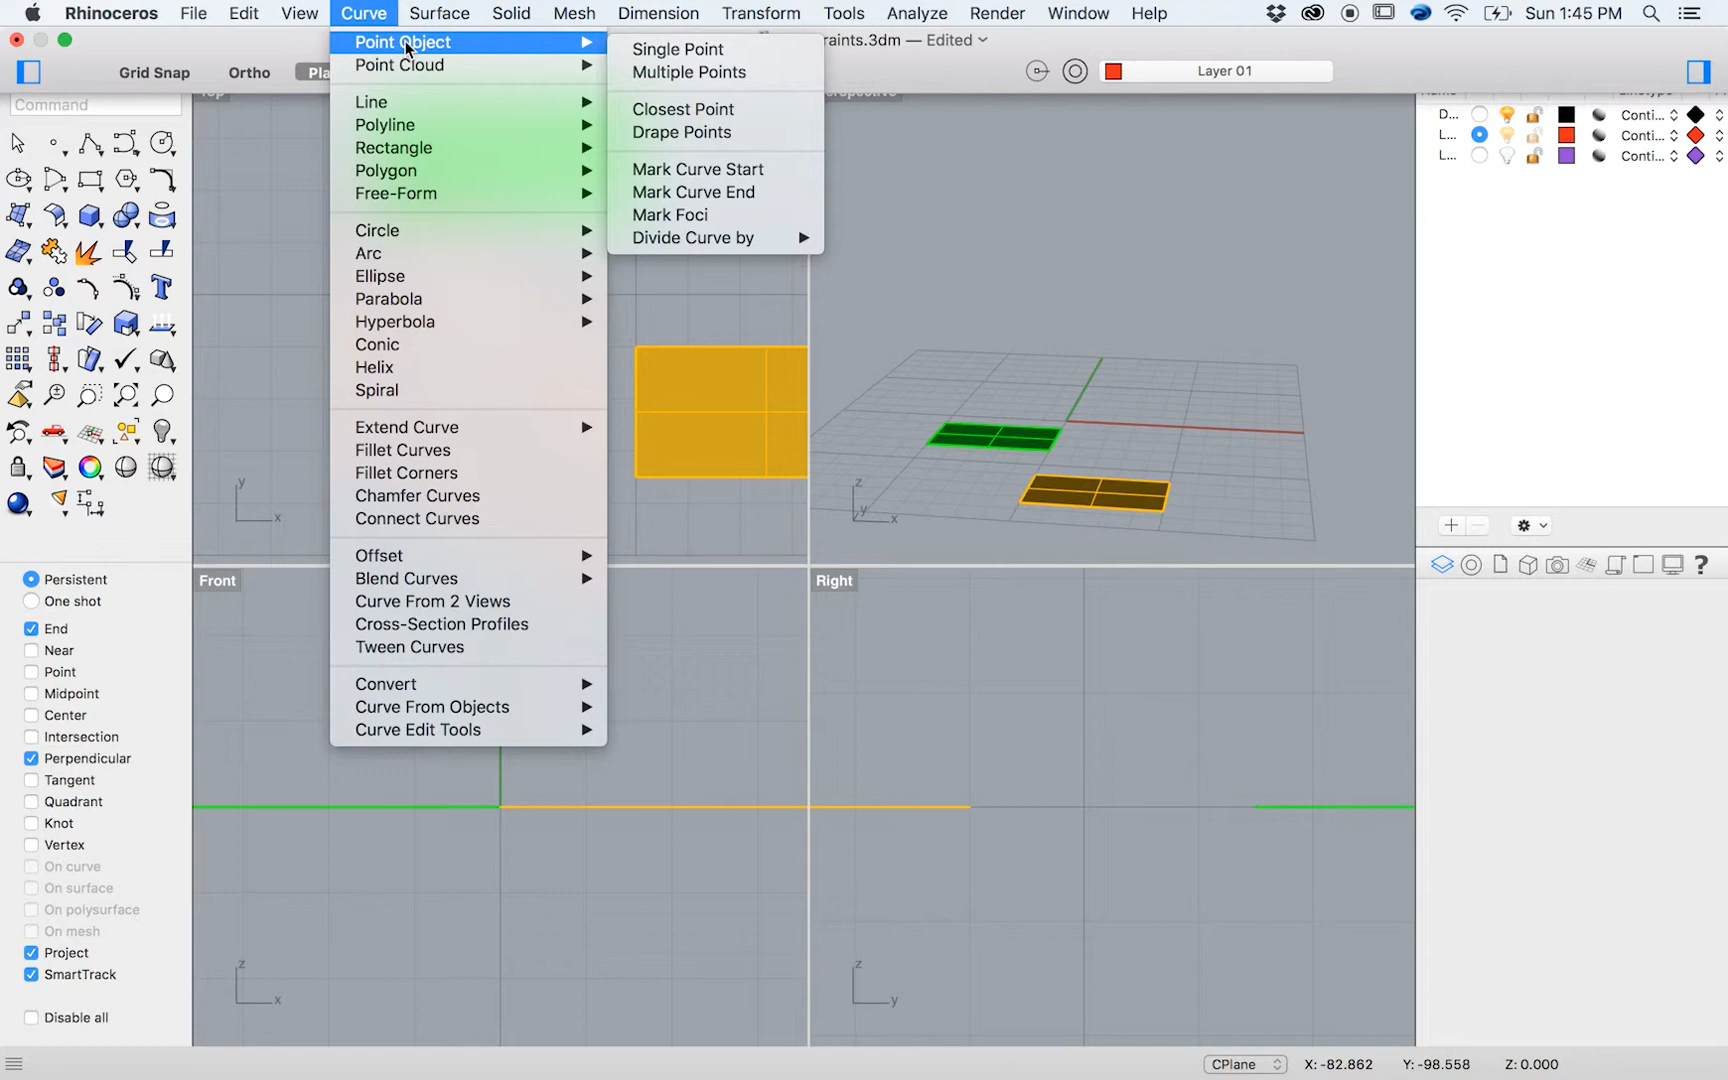 Rhinoceros File Edit View Curve Surface Solid Mesh Dimension Transform Tools Analyze Render Window Help Sun 1:45 PM
raints.3dm — Edited
Grid Snap Ortho Pla Layer 01
Command
Point Object
Point Cloud
Line
Polyline
Rectangle
Polygon
Free-Form
Circle
Arc
Ellipse
Parabola
Hyperbola
Conic
Helix
Spiral
Extend Curve
Fillet Curves
Fillet Corners
Chamfer Curves
Connect Curves
Offset
Blend Curves
Curve From 2 Views
Cross-Section Profiles
Tween Curves
Convert
Curve From Objects
Curve Edit Tools
Single Point
Multiple Points
Closest Point
Drape Points
Mark Curve Start
Mark Curve End
Mark Foci
Divide Curve by
D... Conti...
L... Conti...
L... Conti...
y
x
z
y
x
Front
Right
z
x
z
y
Persistent
One shot
End
Near
Point
Midpoint
Center
Intersection
Perpendicular
Tangent
Quadrant
Knot
Vertex
On curve
On surface
On polysurface
On mesh
Project
SmartTrack
Disable all
CPlane X: -82.862 Y: -98.558 Z: 0.000